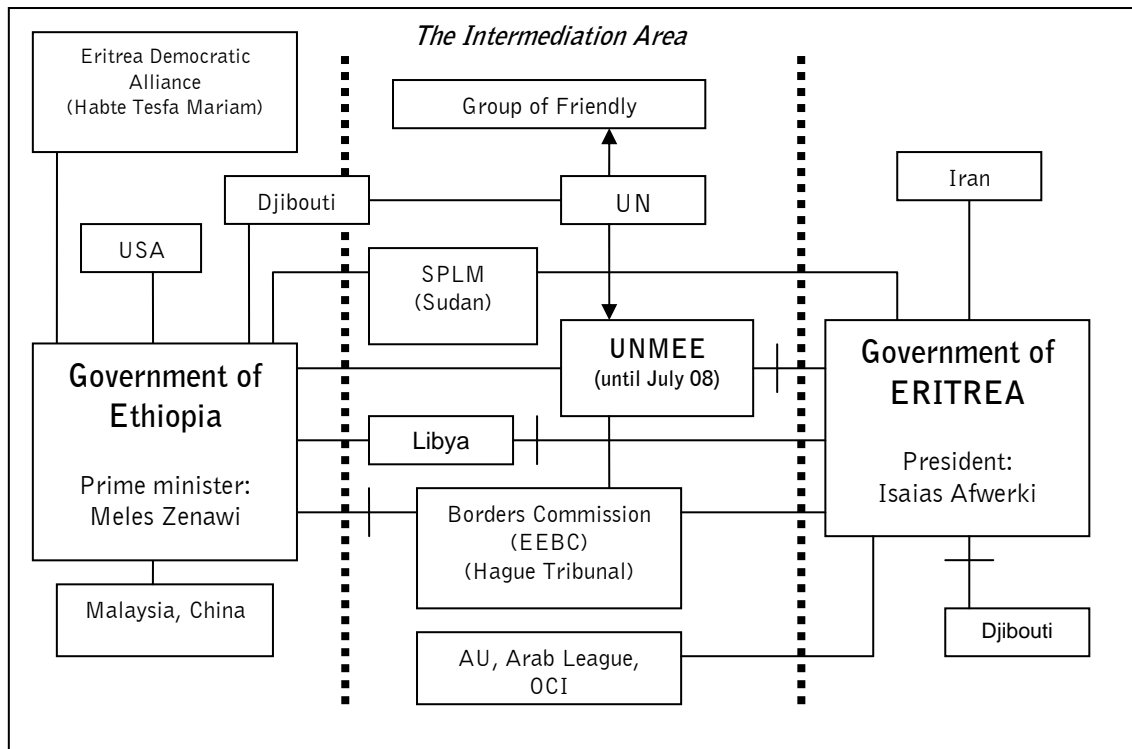 The Intermediation Area
Eritrea Democratic
Alliance
(Habte Tesfa Mariam)
Group of Friendly
Djibouti
UN
Iran
USA
SPLM
(Sudan)
UNMEE
(until July 08)
Government of
Ethiopia
Prime minister:
Meles Zenawi
Government of
ERITREA
President:
Isaias Afwerki
Libya
Borders Commission
(EEBC)
(Hague Tribunal)
Malaysia, China
AU, Arab League,
OCI
Djibouti